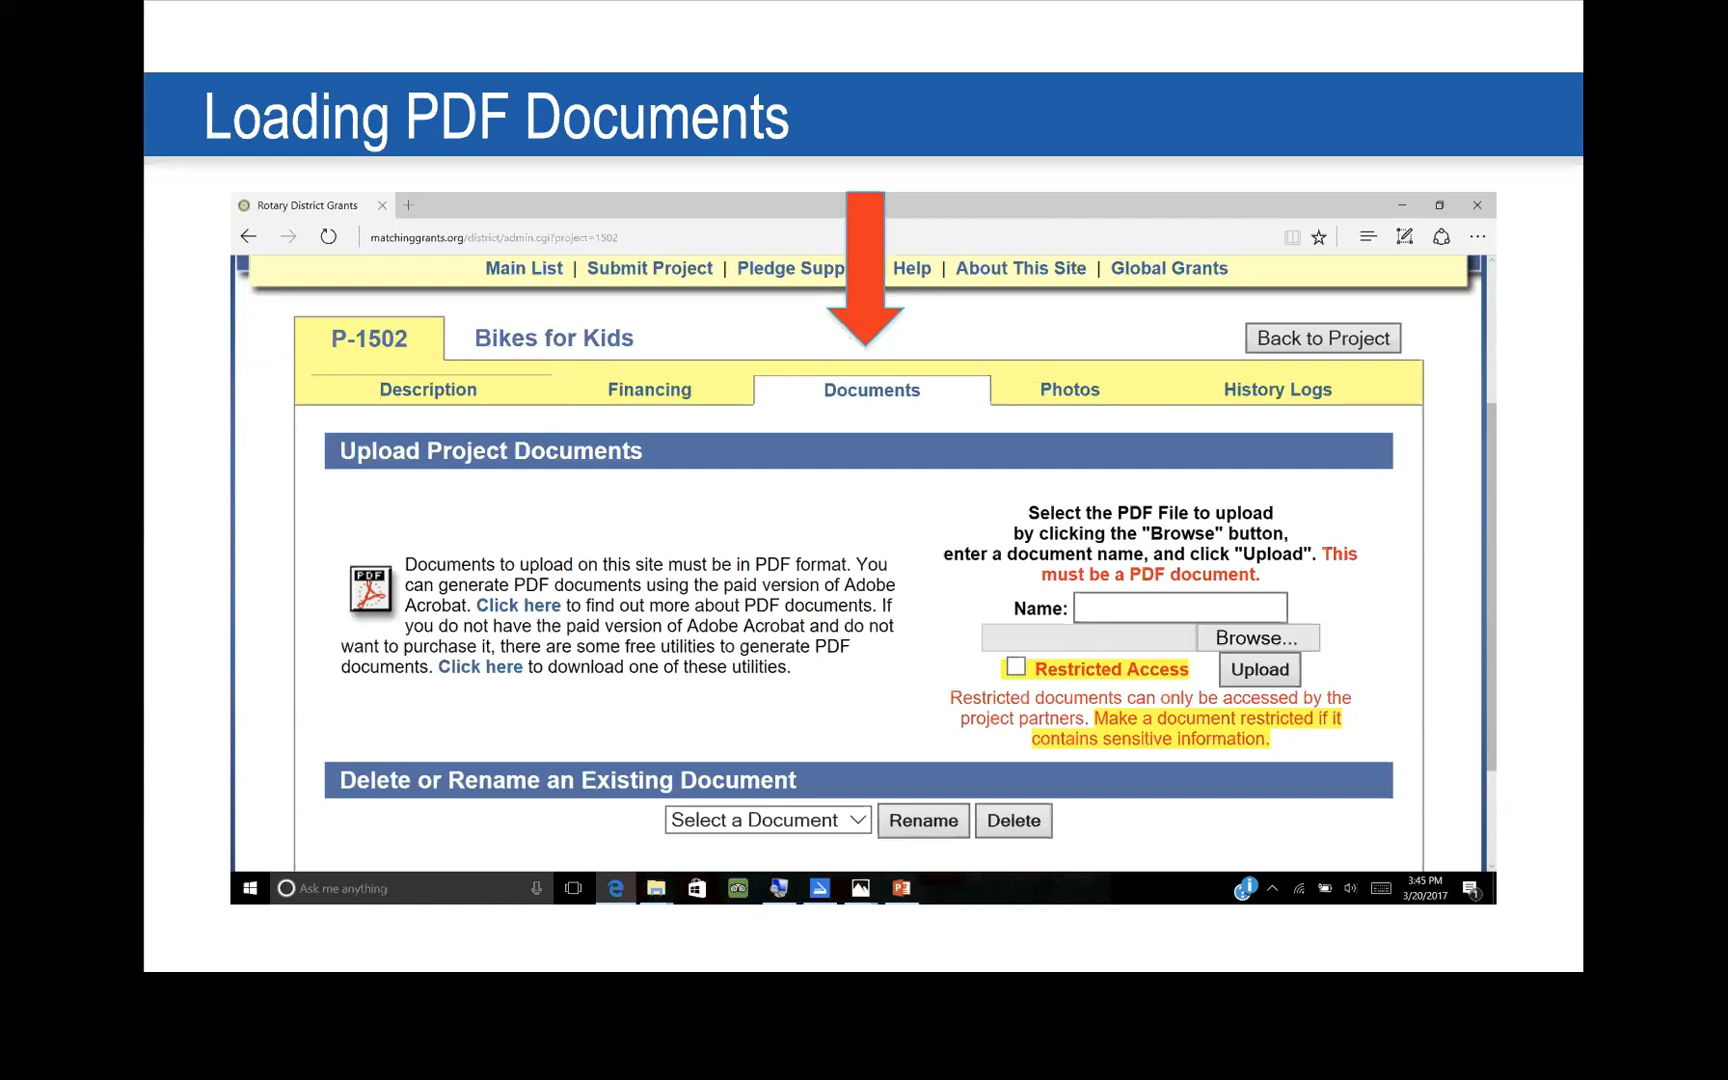 Loading PDF Documents
Rotary District Grants
matchinggrants.org/district/admin.cgi?project=1502
Main List | Submit Project | Pledge Supp Help | About This Site | Global Grants
P-1502 Bikes for Kids Back to Project
Description Financing Documents Photos History Logs
Upload Project Documents
Documents to upload on this site must be in PDF format. You
can generate PDF documents using the paid version of Adobe
Acrobat. Click here to find out more about PDF documents. If
you do not have the paid version of Adobe Acrobat and do not
want to purchase it, there are some free utilities to generate PDF
documents. Click here to download one of these utilities.
PDF
Select the PDF File to upload
by clicking the "Browse" button,
enter a document name, and click "Upload". This
must be a PDF document.
Name:
Browse...
Restricted Access Upload
Restricted documents can only be accessed by the
project partners. Make a document restricted if it
contains sensitive information.
Delete or Rename an Existing Document
Select a Document Rename Delete
Ask me anything
3:45 PM
3/20/2017